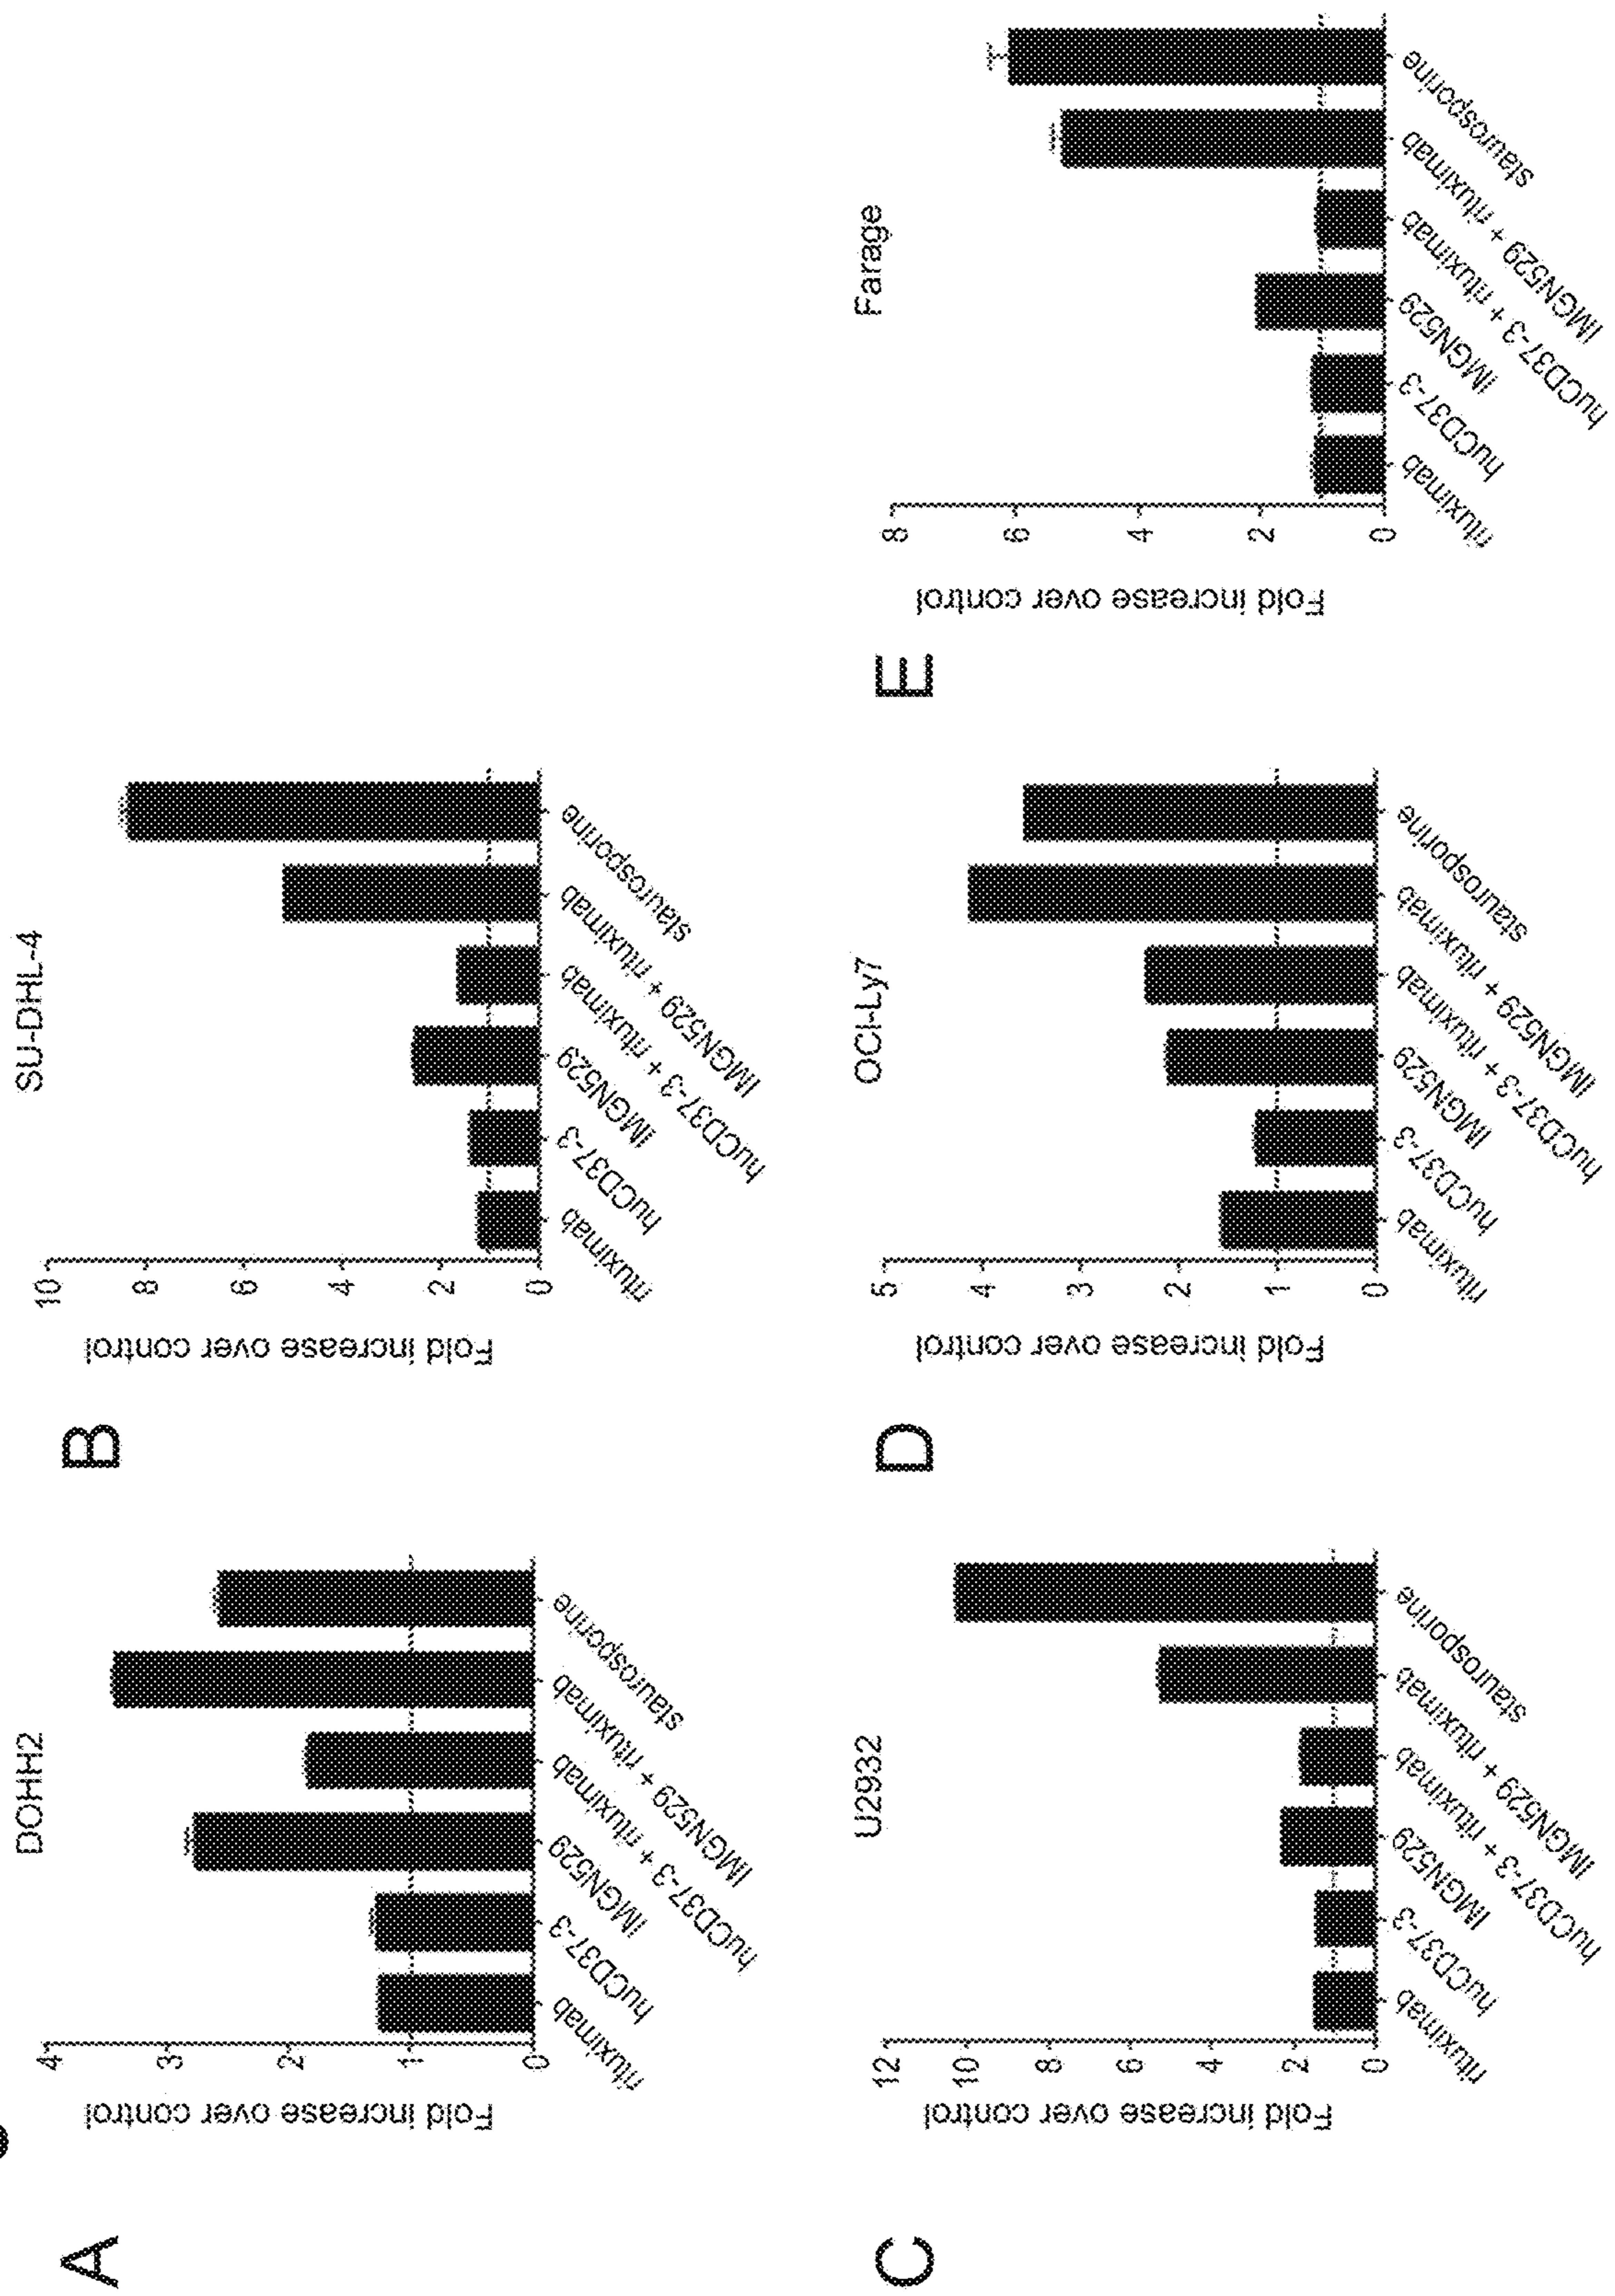 A
DOHH2
Fold increase over control
4
3
2
1
0
rituximab
huCD37-3
IMGN529
huCD37-3 + rituximab
IMGN529 + rituximab
staurosporine
B
SU-DHL-4
Fold increase over control
10
8
6
4
2
0
rituximab
huCD37-3
IMGN529
huCD37-3 + rituximab
IMGN529 + rituximab
staurosporine
C
U2932
Fold increase over control
12
10
8
6
4
2
0
rituximab
huCD37-3
IMGN529
huCD37-3 + rituximab
IMGN529 + rituximab
staurosporine
D
OCI-Ly7
Fold increase over control
5
4
3
2
1
0
rituximab
huCD37-3
IMGN529
huCD37-3 + rituximab
IMGN529 + rituximab
staurosporine
E
Farage
Fold increase over control
8
6
4
2
0
rituximab
huCD37-3
IMGN529
huCD37-3 + rituximab
IMGN529 + rituximab
staurosporine